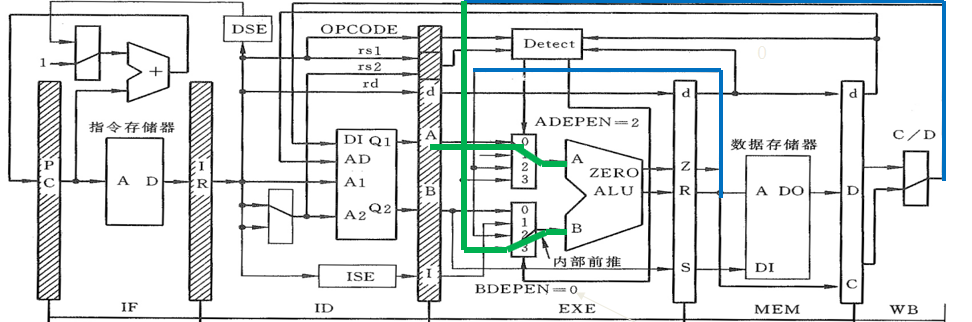 DSE
OPCODE
rs1
rs2
rd
Detect
0
1
+
d
d
d
ADEPEN=2
C/D
指令存储器
数据存储器
P
C
A D
I
R
DI Q1
AD
A1
A2 Q2
A
B
I
0
1
2
3
A
B
ZERO
ALU
0
1
2
3
Z
R
S
A DO
DI
D
C
内部前推
ISE
BDEPEN=0
IF
ID
EXE
MEM
WB